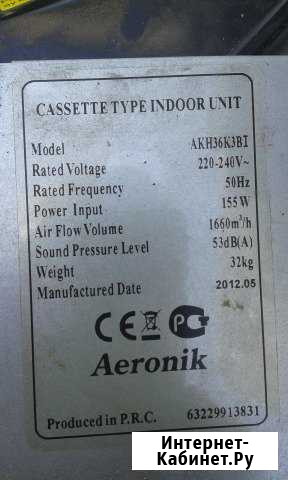 CASSETTE TYPE INDOOR UNIT
Model AKH36K3BI
Rated Voltage 220-240V~
Rated Frequency 50Hz
Power Input 155W
Air Flow Volume 1660m³/h
Sound Pressure Level 53dB(A)
Weight 32kg
Manufactured Date 2012.05
CE PG
Aeronik
Produced in P.R.C. 63229913831
Интернет-
Кабинет.Ру